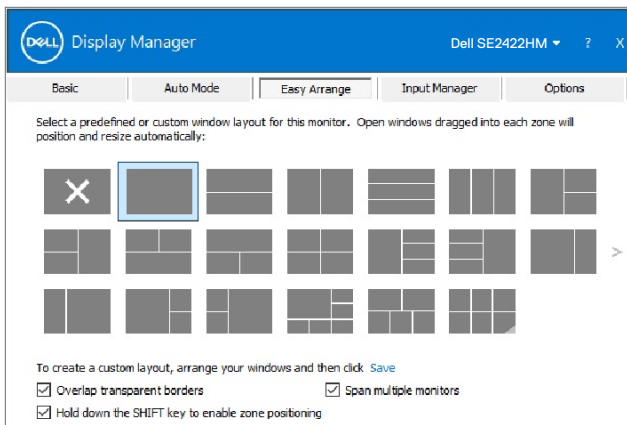 DELL Display Manager
Dell SE2422HM ? X
Basic Auto Mode Easy Arrange Input Manager Options
Select a predefined or custom window layout for this monitor. Open windows dragged into each zone will
position and resize automatically:
>
To create a custom layout, arrange your windows and then click Save
Overlap transparent borders Span multiple monitors
Hold down the SHIFT key to enable zone positioning